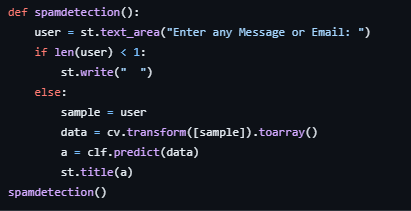 def spamdetection():
    user = st.text_area("Enter any Message or Email: ")
    if len(user) < 1:
        st.write("  ")
    else:
        sample = user
        data = cv.transform([sample]).toarray()
        a = clf.predict(data)
        st.title(a)
spamdetection()